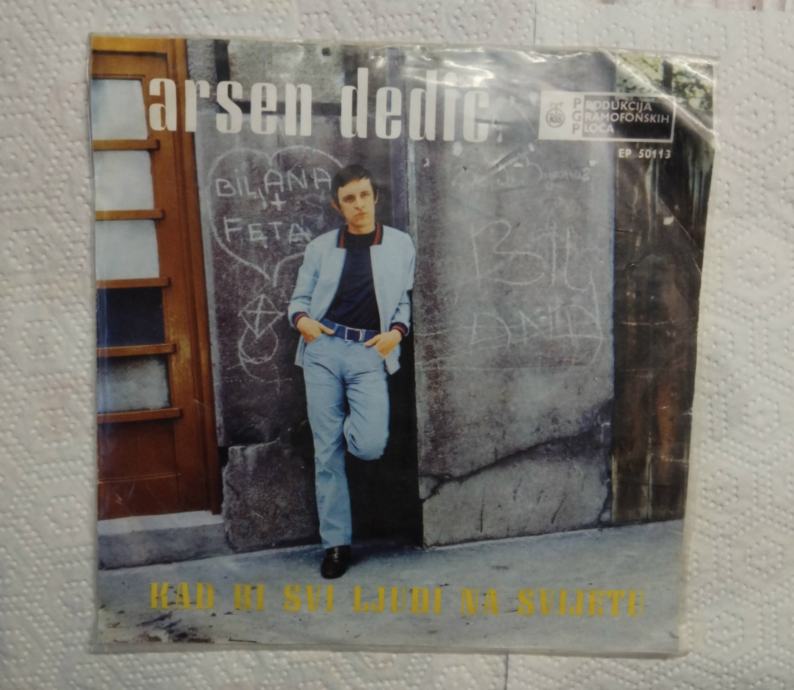 arsen dedić
PRODUKCIJA
GRAMOFONSKIH
PLOČA
EP 50113
BILJANA
+
FETA
KAD BI SVI LJUDI NA SVIJETU